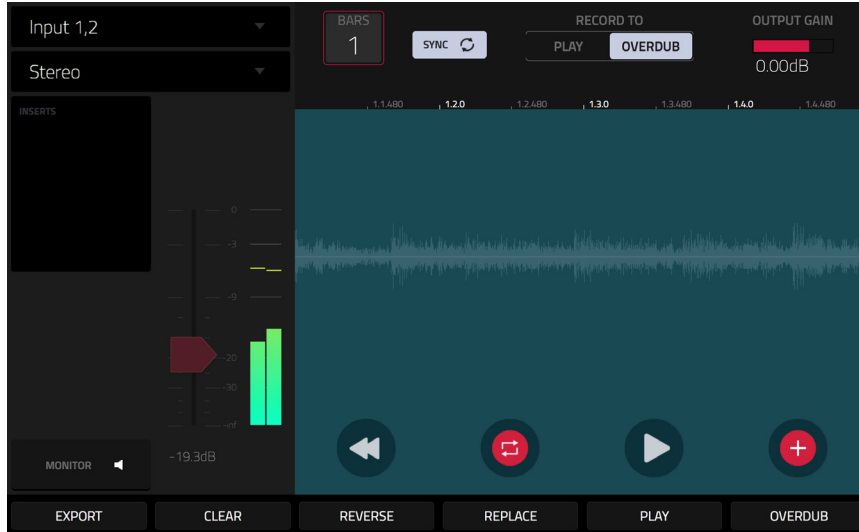 Input 1,2
Stereo
INSERTS
0
-3
-9
-20
-30
-inf
MONITOR
-19.3dB
BARS
1
SYNC
RECORD TO
PLAY OVERDUB
OUTPUT GAIN
0.00dB
1.1.480 1.2.0 1.2.480 1.3.0 1.3.480 1.4.0 1.4.480
EXPORT CLEAR REVERSE REPLACE PLAY OVERDUB